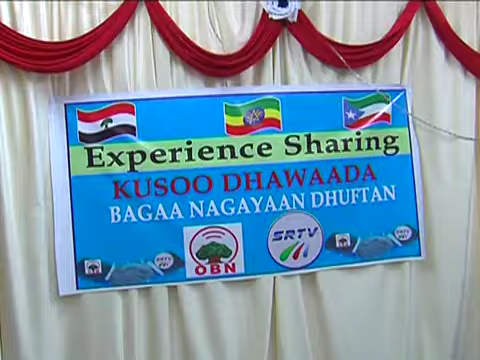 Experience Sharing
KUSOO DHAWAADA
BAGAA NAGAYAAN DHUFTAN
OBN
SRTV